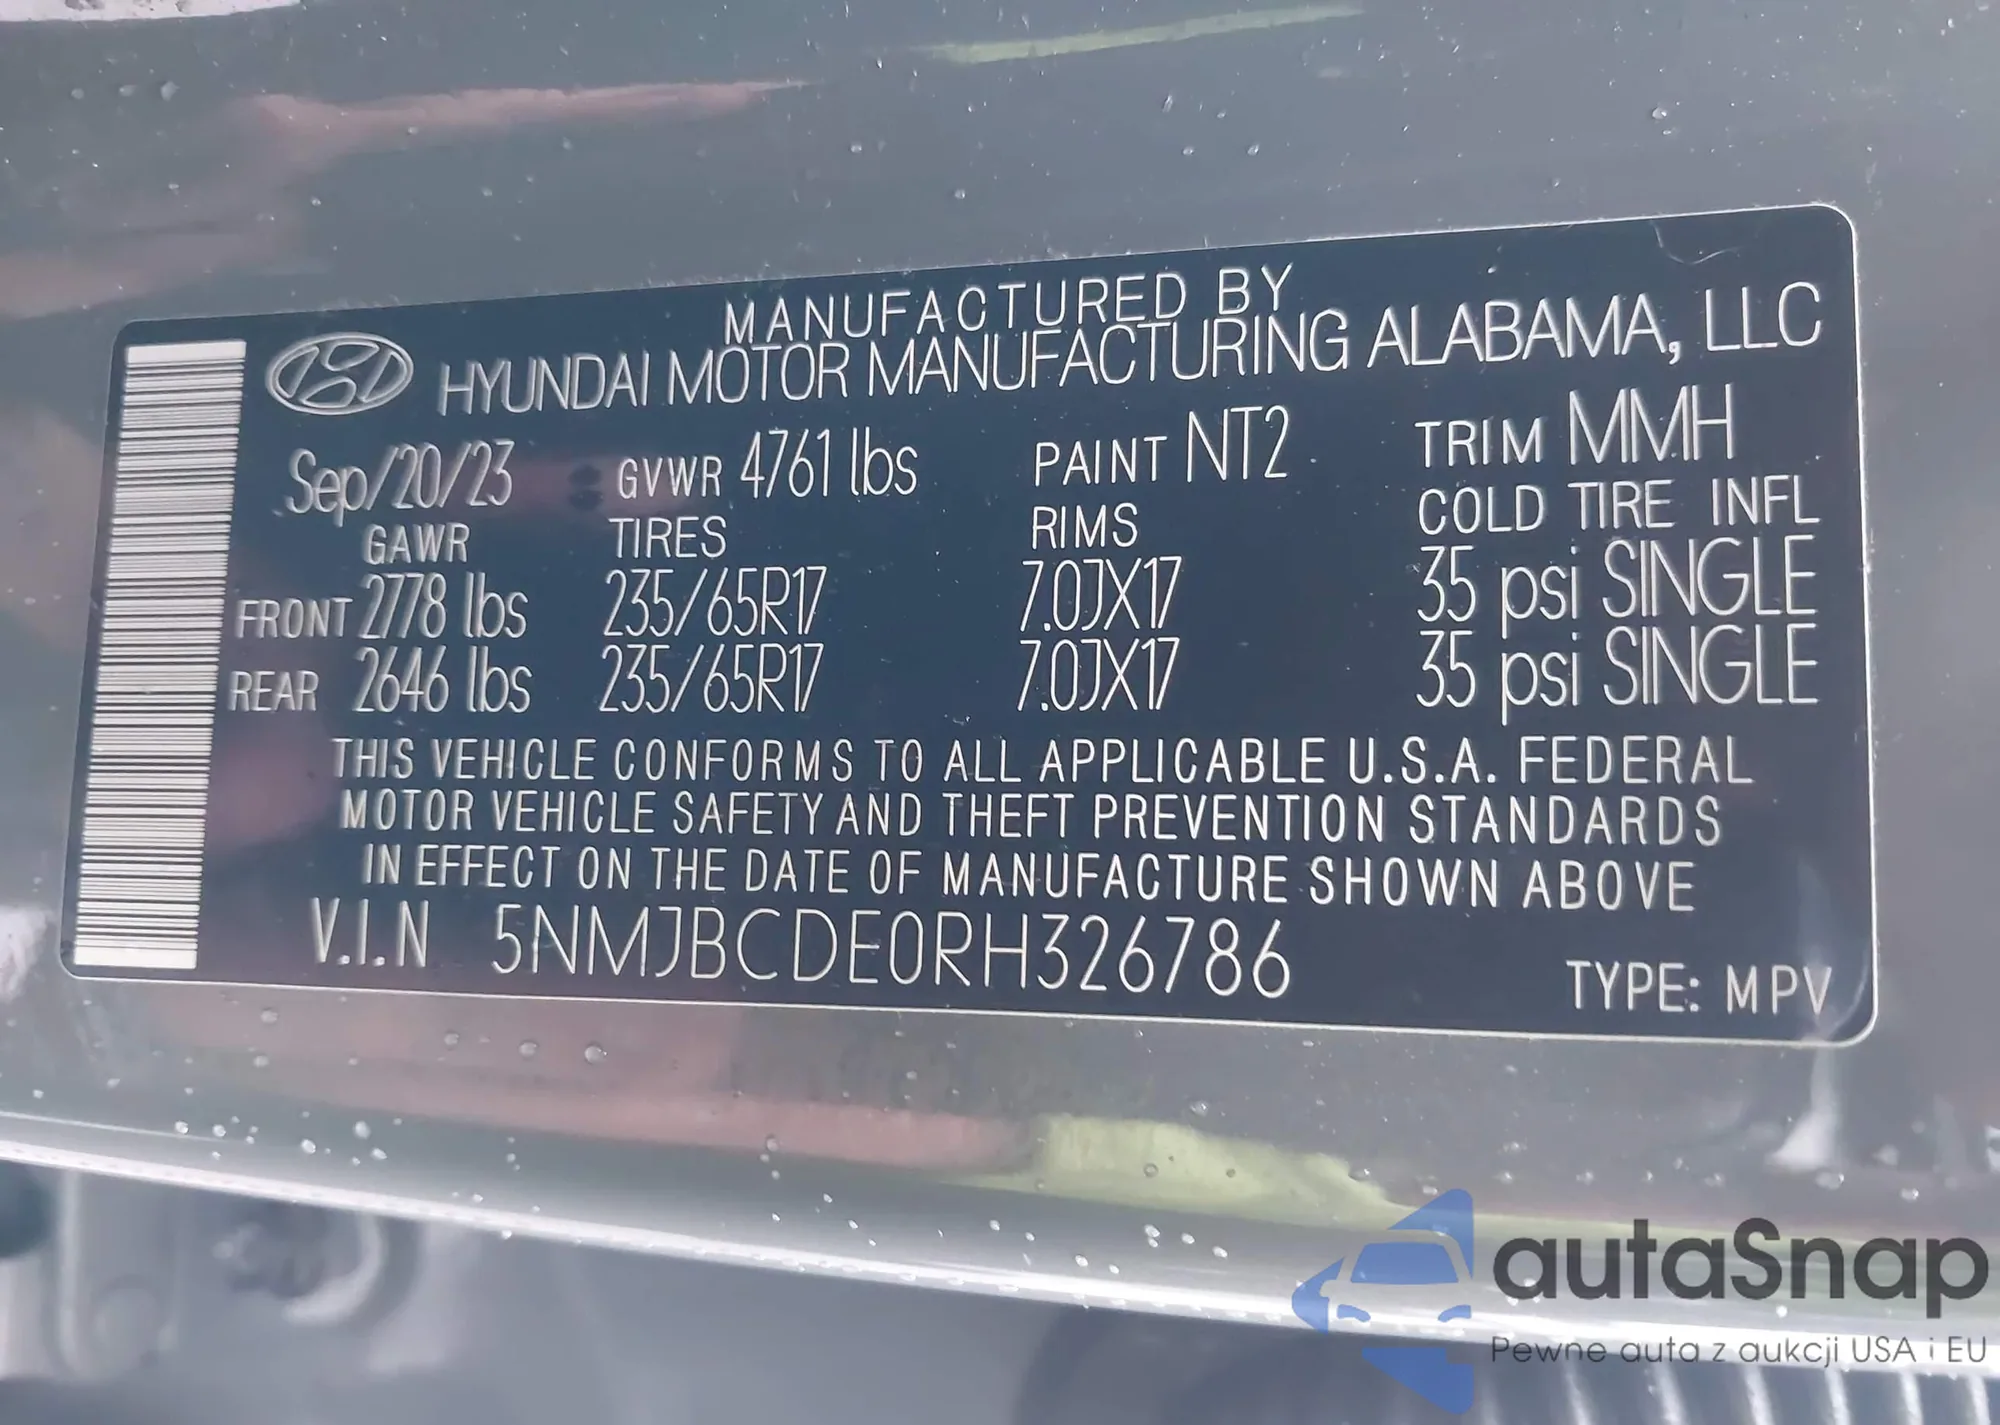 MANUFACTURED BY
HYUNDAI MOTOR MANUFACTURING ALABAMA, LLC
Sep/20/23 GVWR 4761 lbs PAINT NT2 TRIM MMH
GAWR TIRES RIMS COLD TIRE INFL
FRONT 2778 lbs 235/65R17 7.0JX17 35 psi SINGLE
REAR 2646 lbs 235/65R17 7.0JX17 35 psi SINGLE
THIS VEHICLE CONFORMS TO ALL APPLICABLE U.S.A. FEDERAL
MOTOR VEHICLE SAFETY AND THEFT PREVENTION STANDARDS
IN EFFECT ON THE DATE OF MANUFACTURE SHOWN ABOVE
V.I.N 5NMJBCDE0RH326786 TYPE: MPV
autaSnap
Pewne auta z aukcji USA i EU